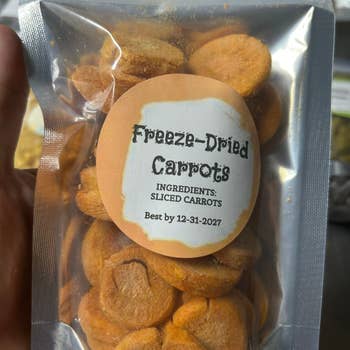 Freeze-Dried
Carrots
INGREDIENTS:
SLICED CARROTS
Best by 12-31-2027